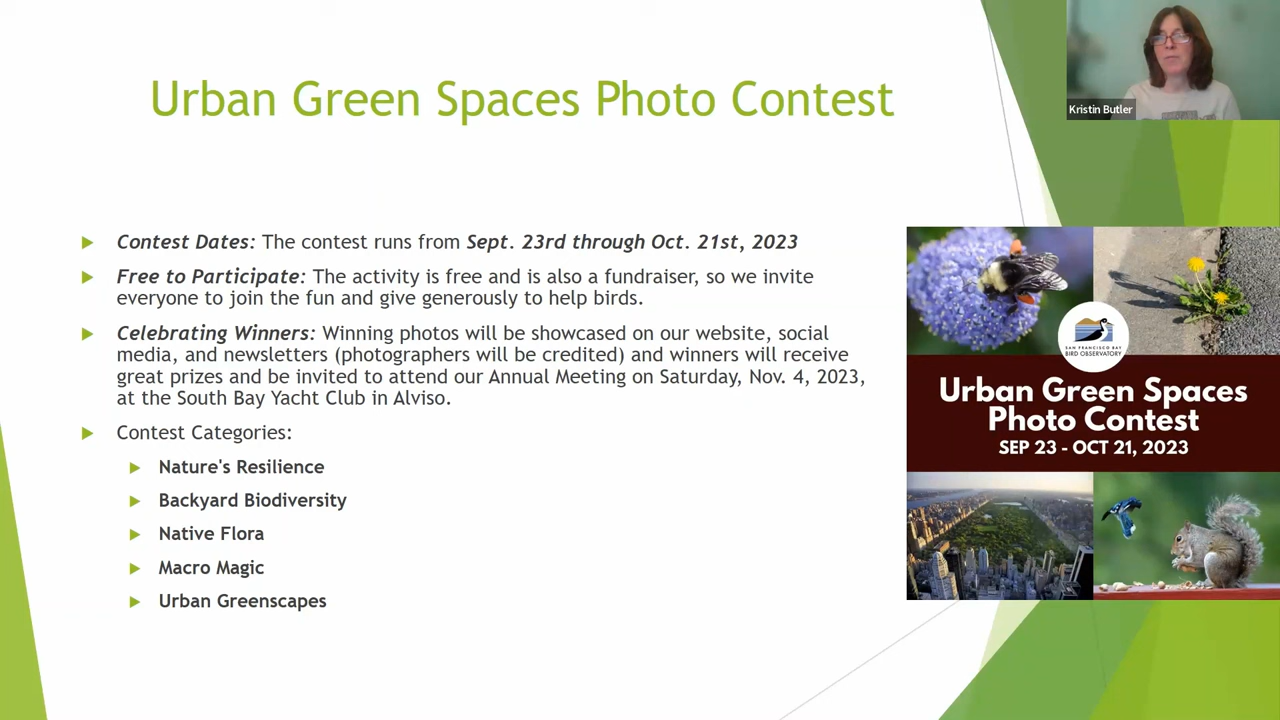 Urban Green Spaces Photo Contest
Kristin Butler
Contest Dates: The contest runs from Sept. 23rd through Oct. 21st, 2023
Free to Participate: The activity is free and is also a fundraiser, so we invite
everyone to join the fun and give generously to help birds.
Celebrating Winners: Winning photos will be showcased on our website, social
media, and newsletters (photographers will be credited) and winners will receive
great prizes and be invited to attend our Annual Meeting on Saturday, Nov. 4, 2023,
at the South Bay Yacht Club in Alviso.
Contest Categories:
Nature's Resilience
Backyard Biodiversity
Native Flora
Macro Magic
Urban Greenscapes
SAN FRANCISCO BAY
BIRD OBSERVATORY
Urban Green Spaces
Photo Contest
SEP 23 - OCT 21, 2023